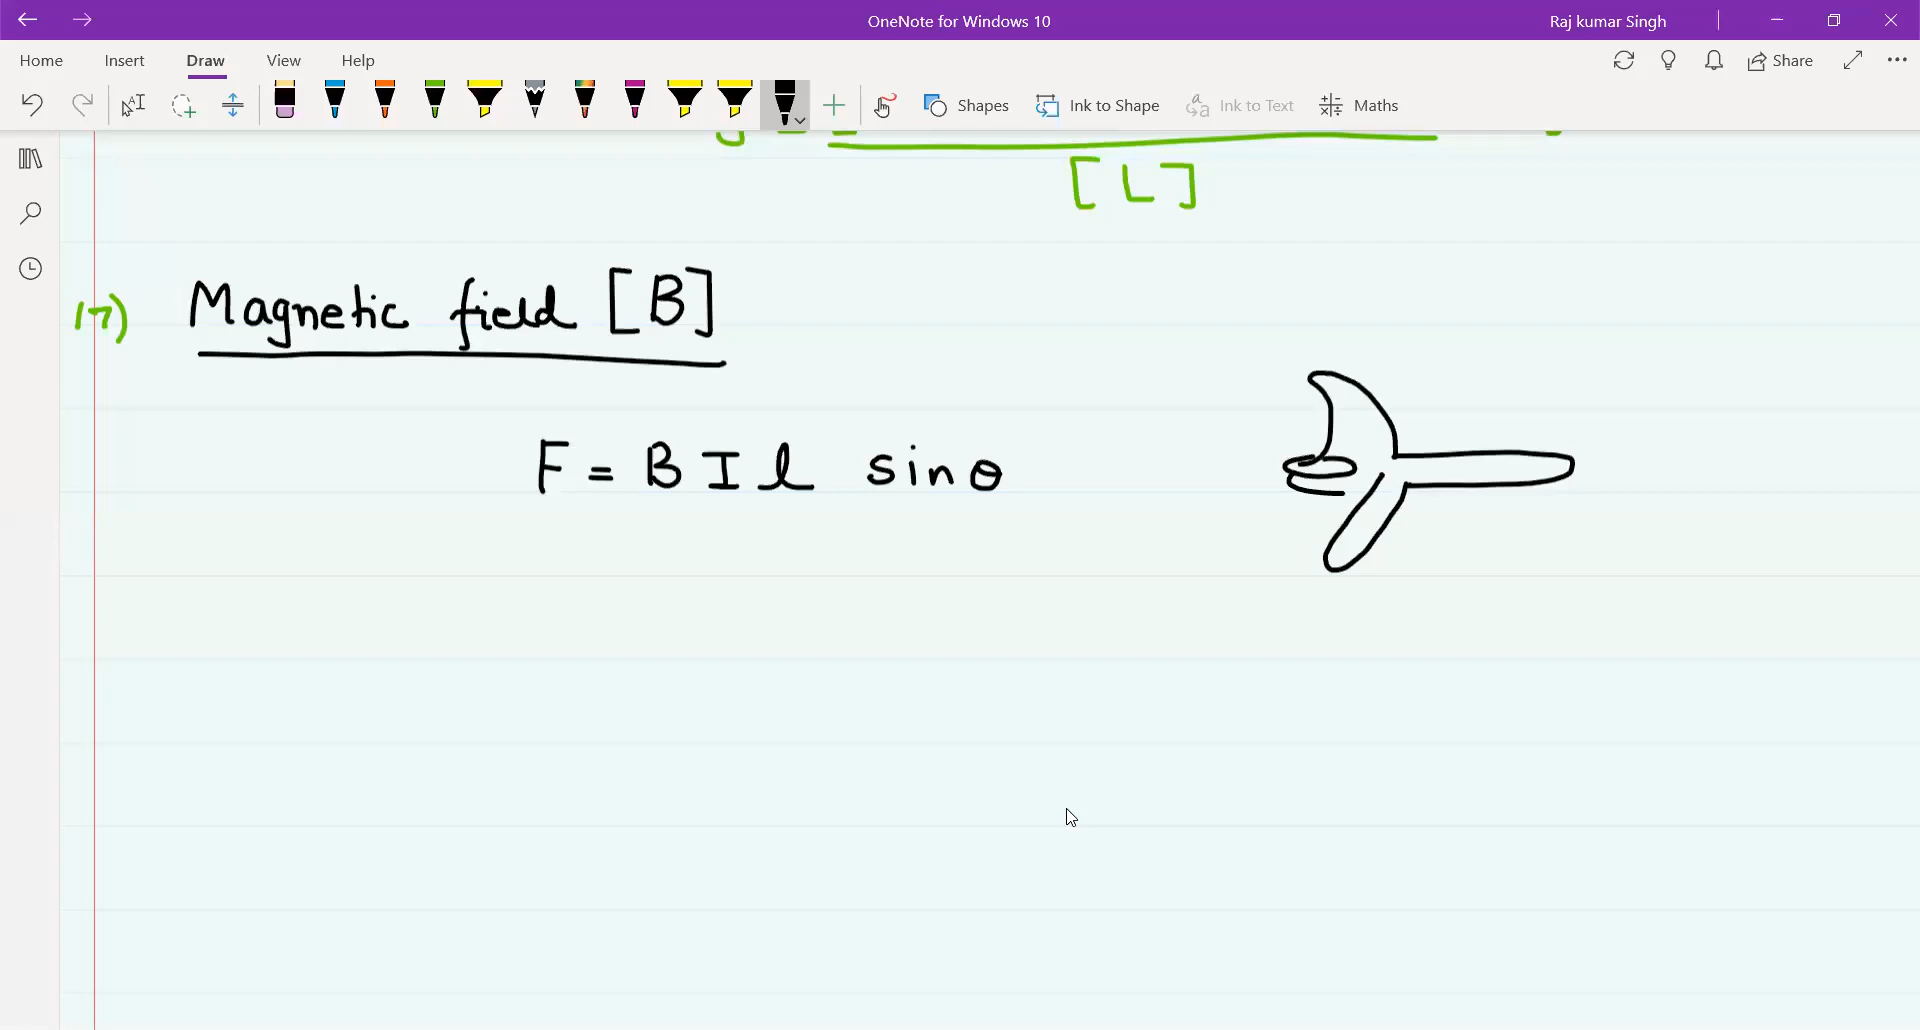 OneNote for Windows 10
Raj kumar Singh
Home Insert Draw View Help
Share
Shapes Ink to Shape Ink to Text Maths
[L]
17) Magnetic field [B]
F = B I l sinθ